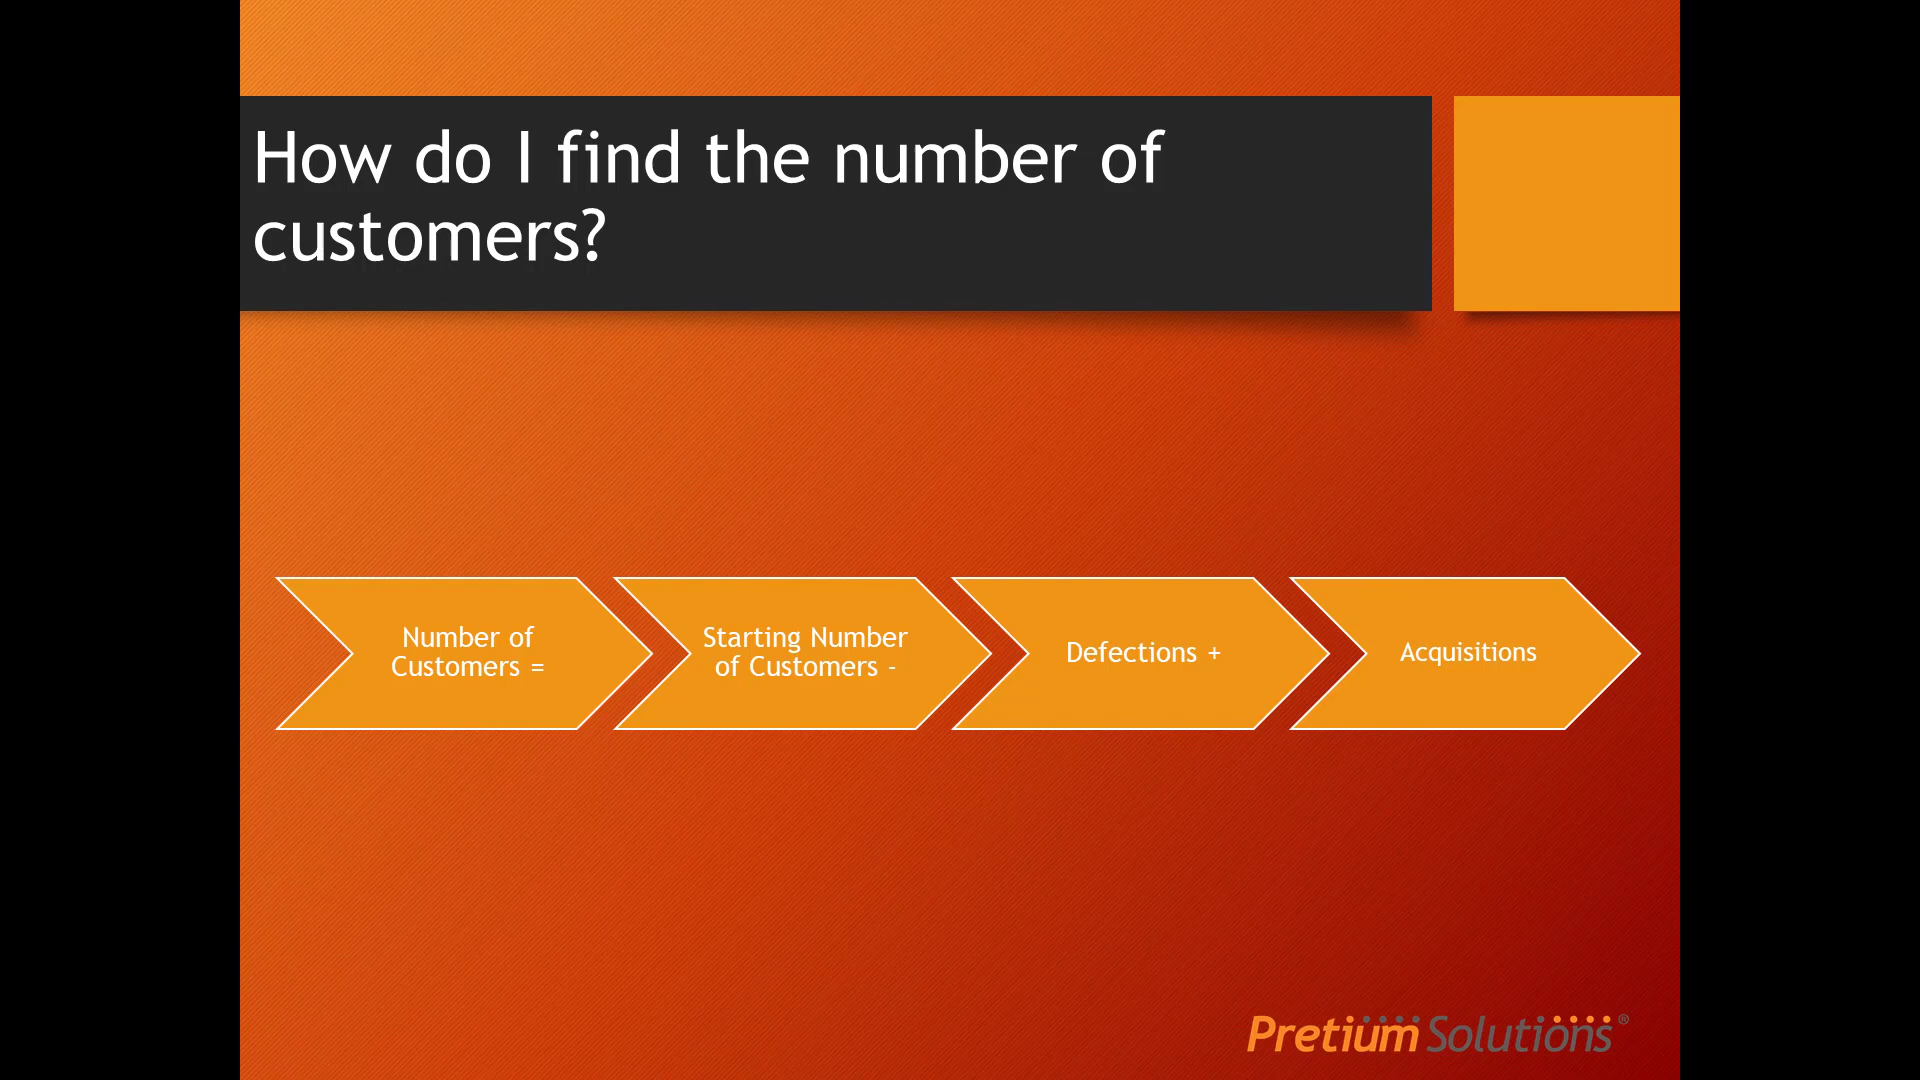 How do I find the number of
customers?
Number of
Customers =
Starting Number
of Customers -
Defections +
Acquisitions
Pretium Solutions ®